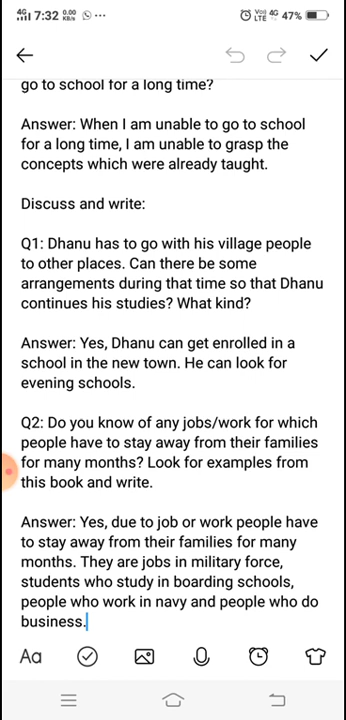 4G 7:32 0.00 KB/s ... Voj LTE 4G 47%
go to school for a long time?
Answer: When I am unable to go to school
for a long time, I am unable to grasp the
concepts which were already taught.
Discuss and write:
Q1: Dhanu has to go with his village people
to other places. Can there be some
arrangements during that time so that Dhanu
continues his studies? What kind?
Answer: Yes, Dhanu can get enrolled in a
school in the new town. He can look for
evening schools.
Q2: Do you know of any jobs/work for which
people have to stay away from their families
for many months? Look for examples from
this book and write.
Answer: Yes, due to job or work people have
to stay away from their families for many
months. They are jobs in military force,
students who study in boarding schools,
people who work in navy and people who do
business.
Aa